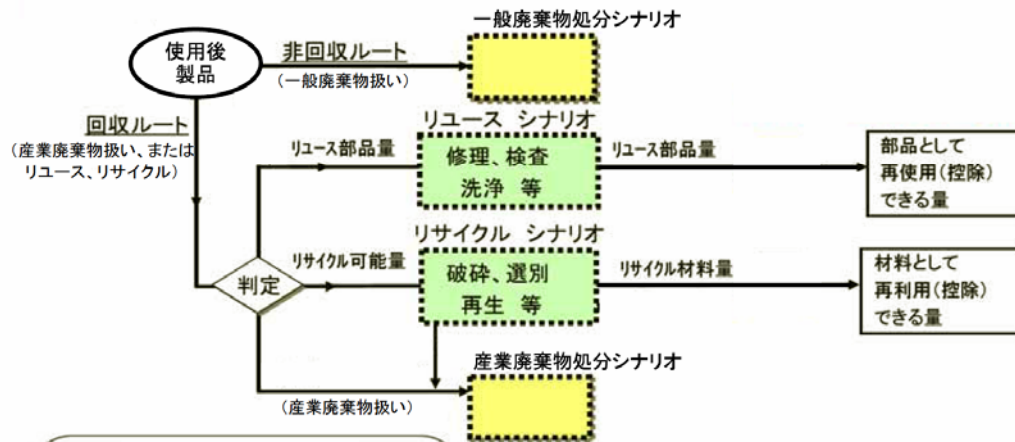 一般廃棄物処分シナリオ
使用後
製品
非回収ルート
(一般廃棄物扱い)
回収ルート
(産業廃棄物扱い、または
リユース、リサイクル)
リユース シナリオ
リユース部品量
修理、検査
洗浄 等
リユース部品量
部品として
再使用(控除)
できる量
リサイクル シナリオ
判定
リサイクル可能量
破砕、選別
再生 等
リサイクル材料量
材料として
再利用(控除)
できる量
産業廃棄物処分シナリオ
(産業廃棄物扱い)